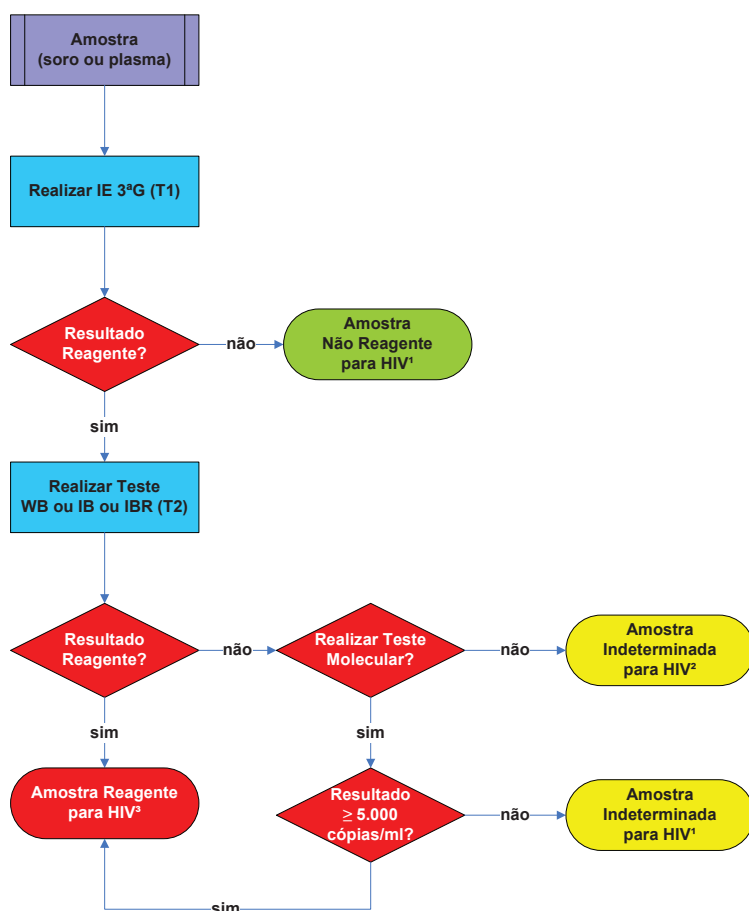 Amostra
(soro ou plasma)
Realizar IE 3ªG (T1)
Resultado
Reagente?
não
Amostra
Não Reagente
para HIV¹
sim
Realizar Teste
WB ou IB ou IBR (T2)
Resultado
Reagente?
não
Realizar Teste
Molecular?
não
Amostra
Indeterminada
para HIV²
sim
sim
Amostra Reagente
para HIV³
Resultado
≥ 5.000
cópias/ml?
não
Amostra
Indeterminada
para HIV¹
sim